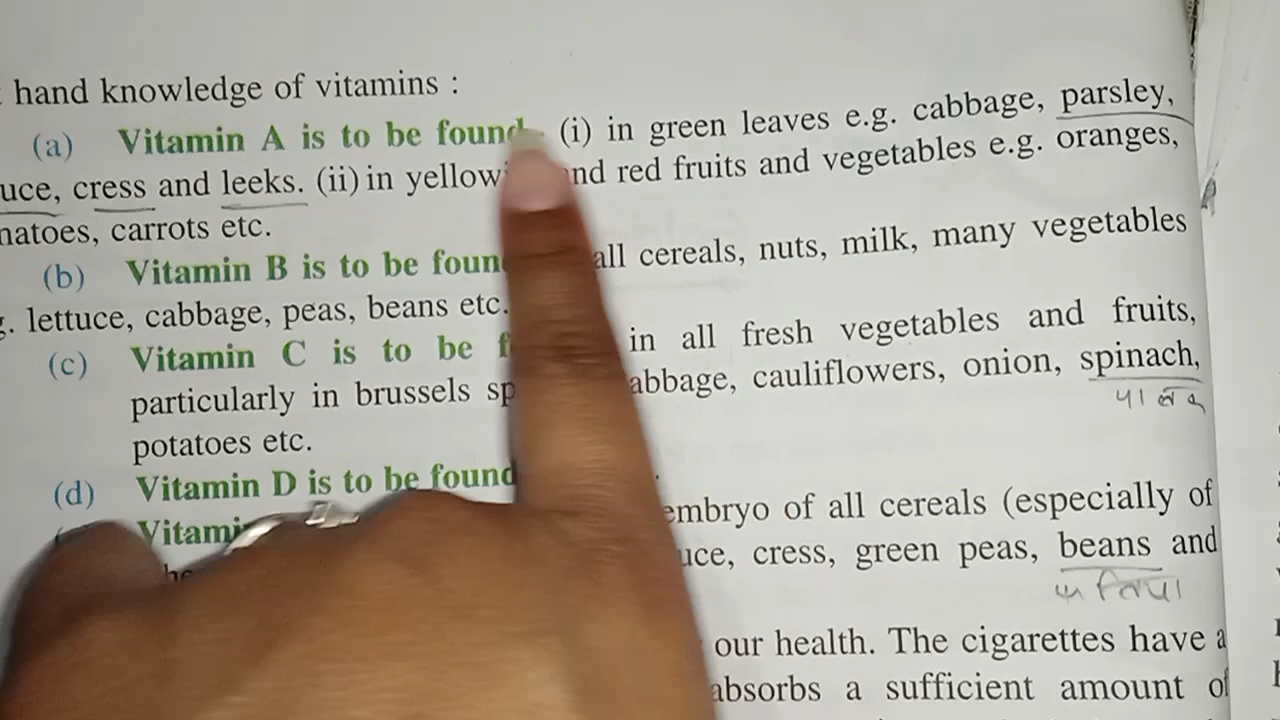 hand knowledge of vitamins :
(a) Vitamin A is to be found (i) in green leaves e.g. cabbage, parsley,
uce, cress and leeks. (ii) in yellow and red fruits and vegetables e.g. oranges,
matoes, carrots etc.
(b) Vitamin B is to be foun all cereals, nuts, milk, many vegetables
g. lettuce, cabbage, peas, beans etc.
(c) Vitamin C is to be f in all fresh vegetables and fruits,
particularly in brussels sp abbage, cauliflowers, onion, spinach,
potatoes etc.
(d) Vitamin D is to be found
Vitami embryo of all cereals (especially of
uce, cress, green peas, beans and
our health. The cigarettes have a
absorbs a sufficient amount of